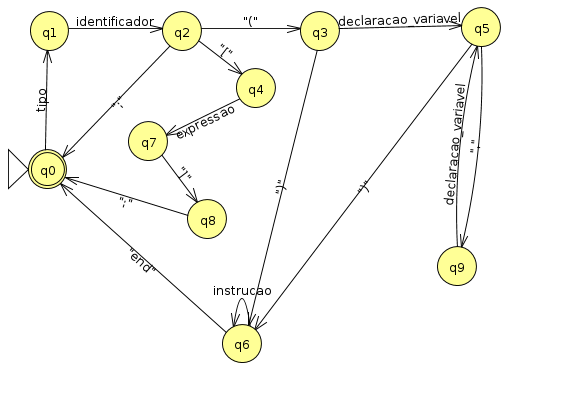 q1
identificador
q2
"("
q3
declaracao_variavel
q5
"["
q4
tipo
";"
expressao
q7
declaracao_variavel
","
"]"
q0
")"
")"
";"
q8
"end"
q9
instrucao
q6